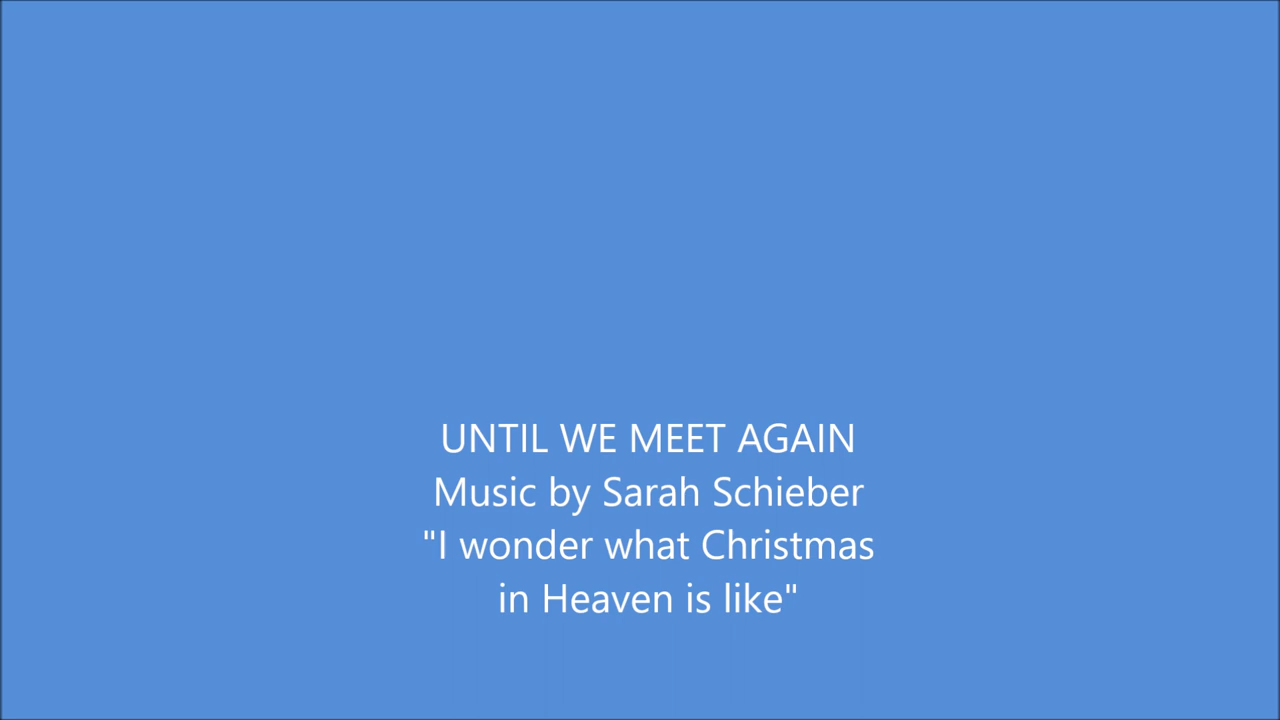 UNTIL WE MEET AGAIN
Music by Sarah Schieber
"I wonder what Christmas
in Heaven is like"